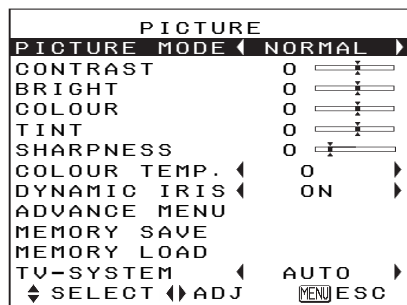 PICTURE
PICTURE MODE NORMAL
CONTRAST 0
BRIGHT 0
COLOUR 0
TINT 0
SHARPNESS 0
COLOUR TEMP. 0
DYNAMIC IRIS ON
ADVANCE MENU
MEMORY SAVE
MEMORY LOAD
TV-SYSTEM AUTO
SELECT ADJ MENU ESC